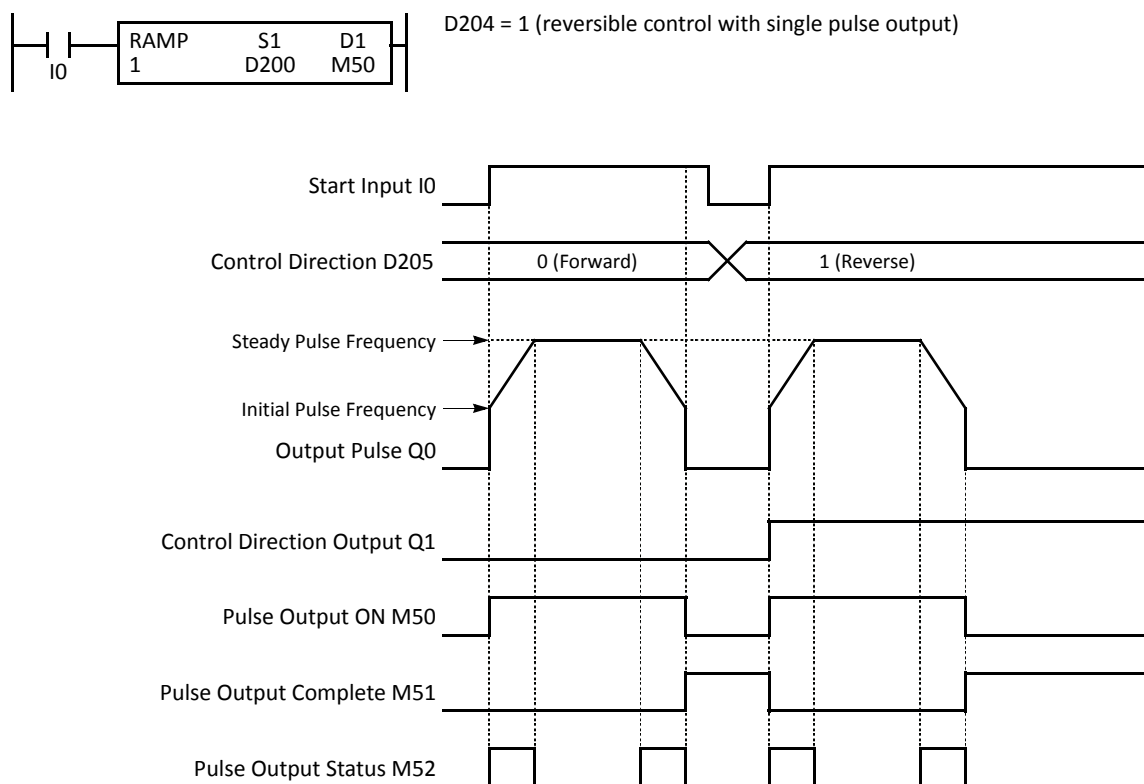 D204 = 1 (reversible control with single pulse output)
RAMP S1 D1
1 D200 M50
I0
Start Input I0
Control Direction D205
0 (Forward)
1 (Reverse)
Steady Pulse Frequency
Initial Pulse Frequency
Output Pulse Q0
Control Direction Output Q1
Pulse Output ON M50
Pulse Output Complete M51
Pulse Output Status M52